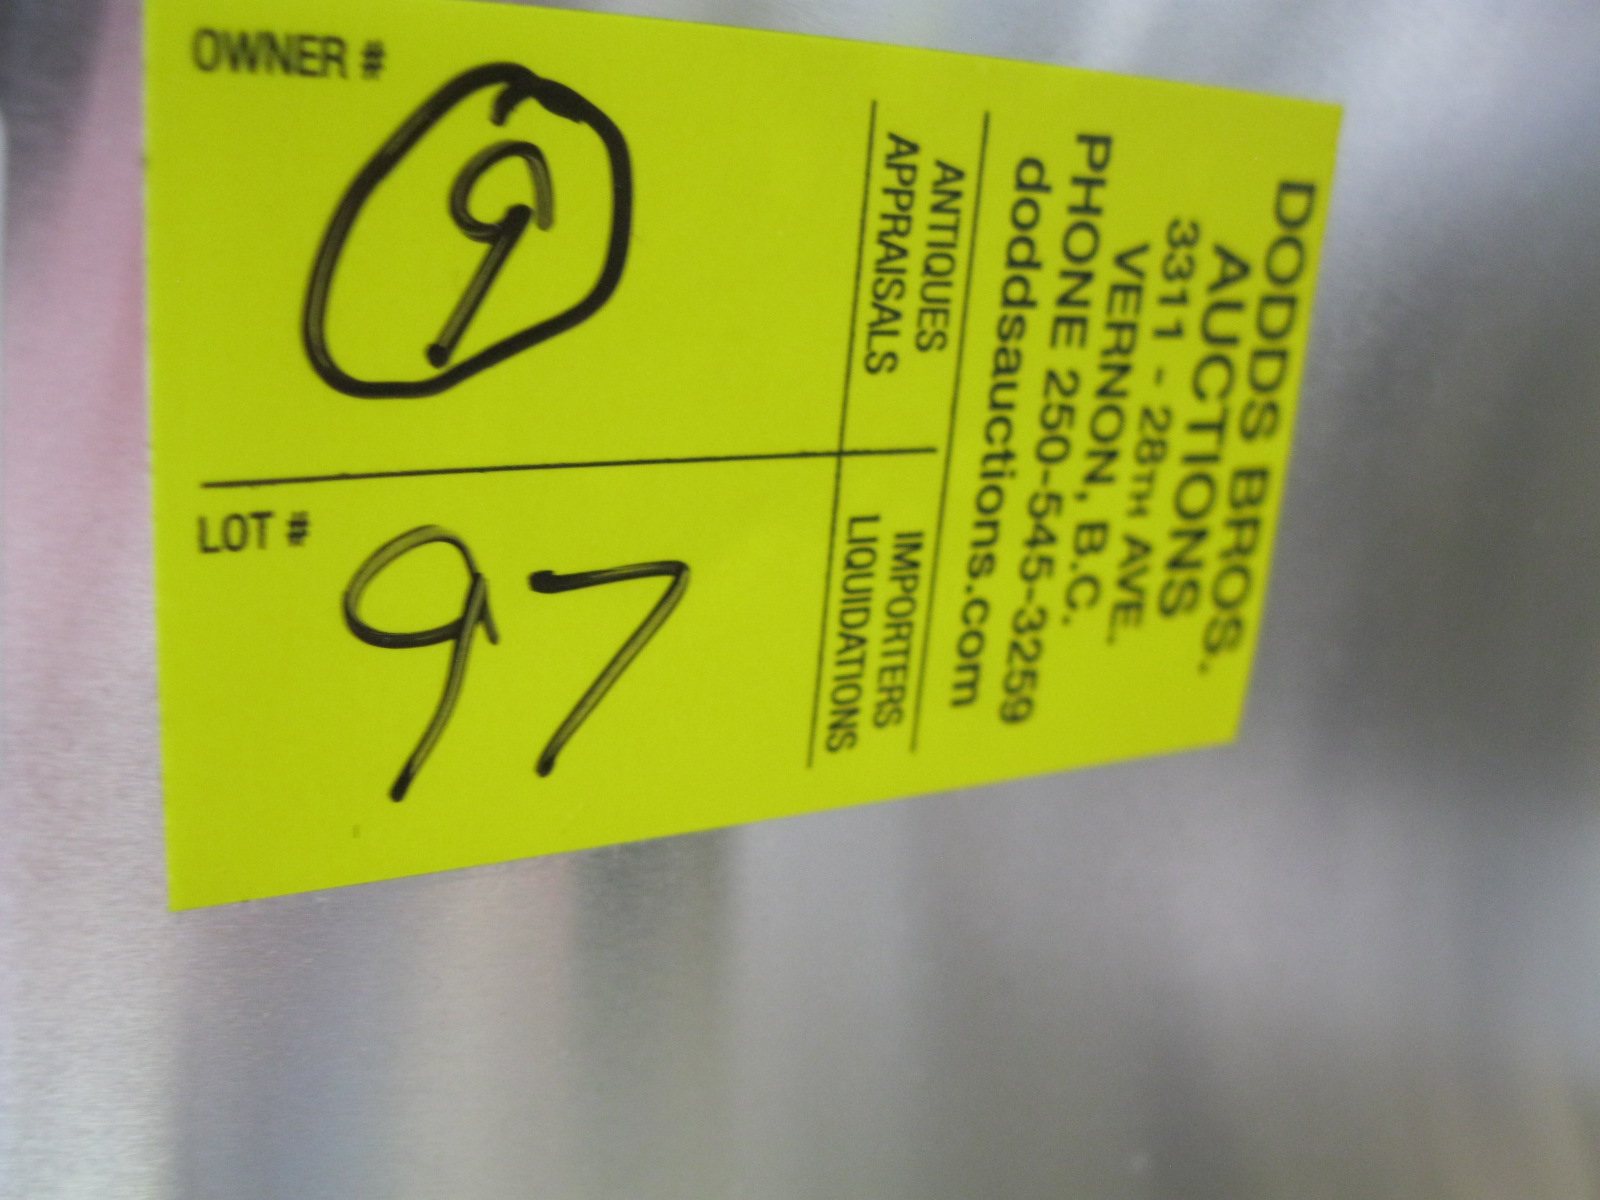 DODDS BROS.
AUCTIONS
3311 - 28TH AVE.
VERNON, B.C.
PHONE 250-545-3259
doddsauctions.com
ANTIQUES
APPRAISALS
IMPORTERS
LIQUIDATIONS
OWNER #
9
LOT #
97